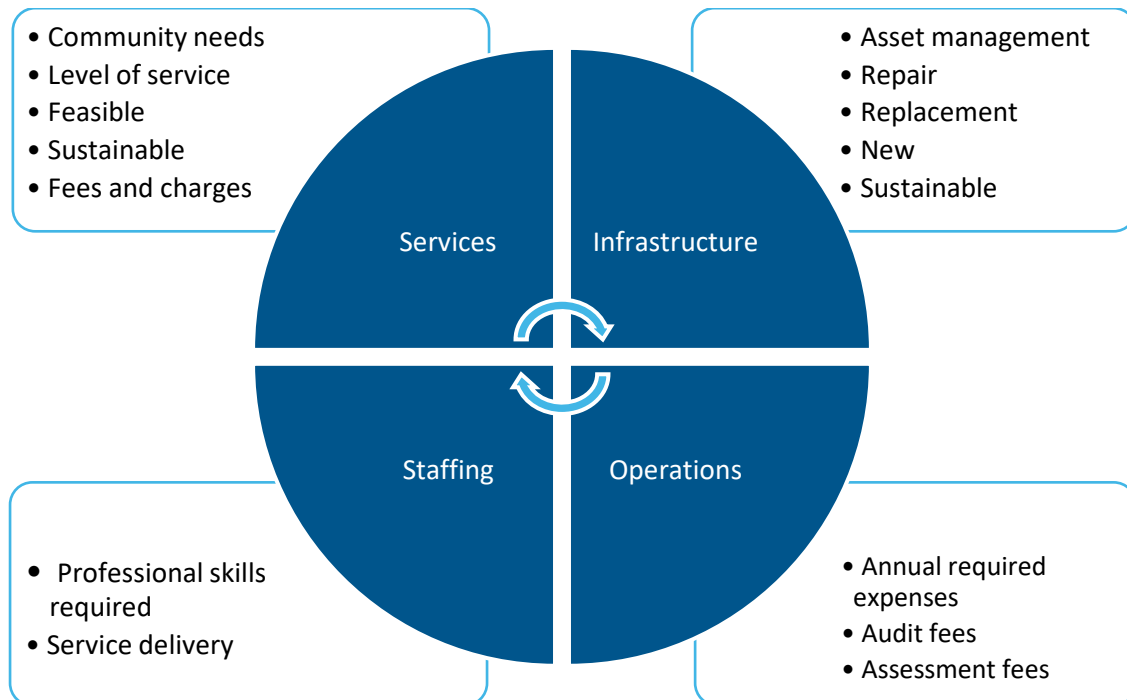 • Community needs
• Level of service
• Feasible
• Sustainable
• Fees and charges
• Asset management
• Repair
• Replacement
• New
• Sustainable
Services
Infrastructure
Staffing
Operations
• Professional skills
required
• Service delivery
• Annual required
expenses
• Audit fees
• Assessment fees